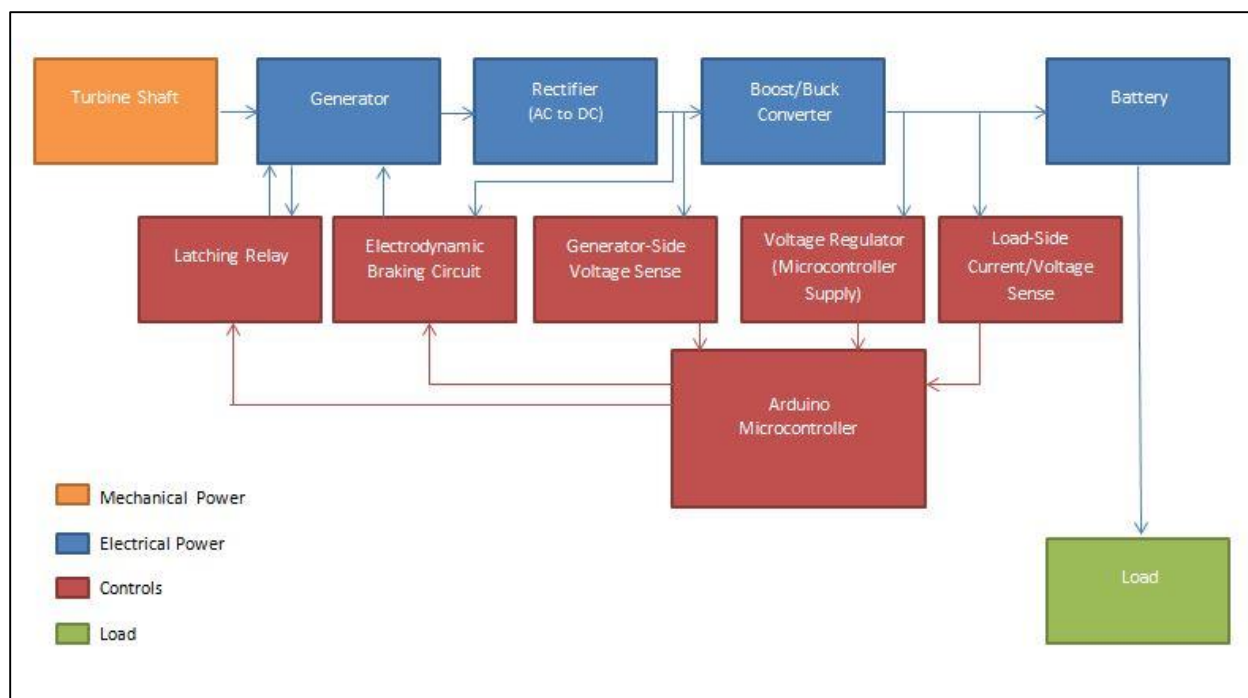 Turbine Shaft
Generator
Rectifier
(AC to DC)
Boost/Buck
Converter
Battery
Latching Relay
Electrodynamic
Braking Circuit
Generator-Side
Voltage Sense
Voltage Regulator
(Microcontroller
Supply)
Load-Side
Current/Voltage
Sense
Arduino
Microcontroller
Mechanical Power
Electrical Power
Controls
Load
Load